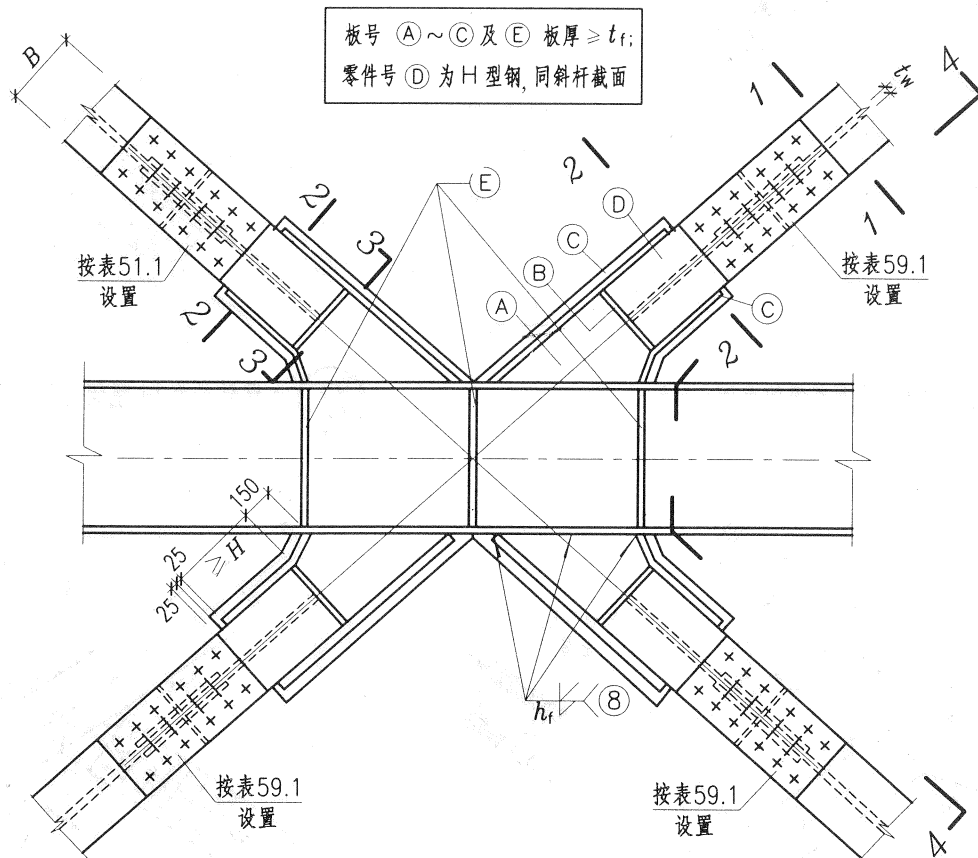 板号 Ⓐ～Ⓒ 及 Ⓔ 板厚 ≥ tf;
零件号 Ⓓ 为 H 型钢, 同斜杆截面
B
tw
4
1
1
2
2
2
2
3
3
Ⓔ
Ⓓ
Ⓒ
Ⓑ
Ⓐ
Ⓒ
按表51.1
设置
按表59.1
设置
150
25
≥H
25
hf
⑧
按表59.1
设置
按表59.1
设置
4